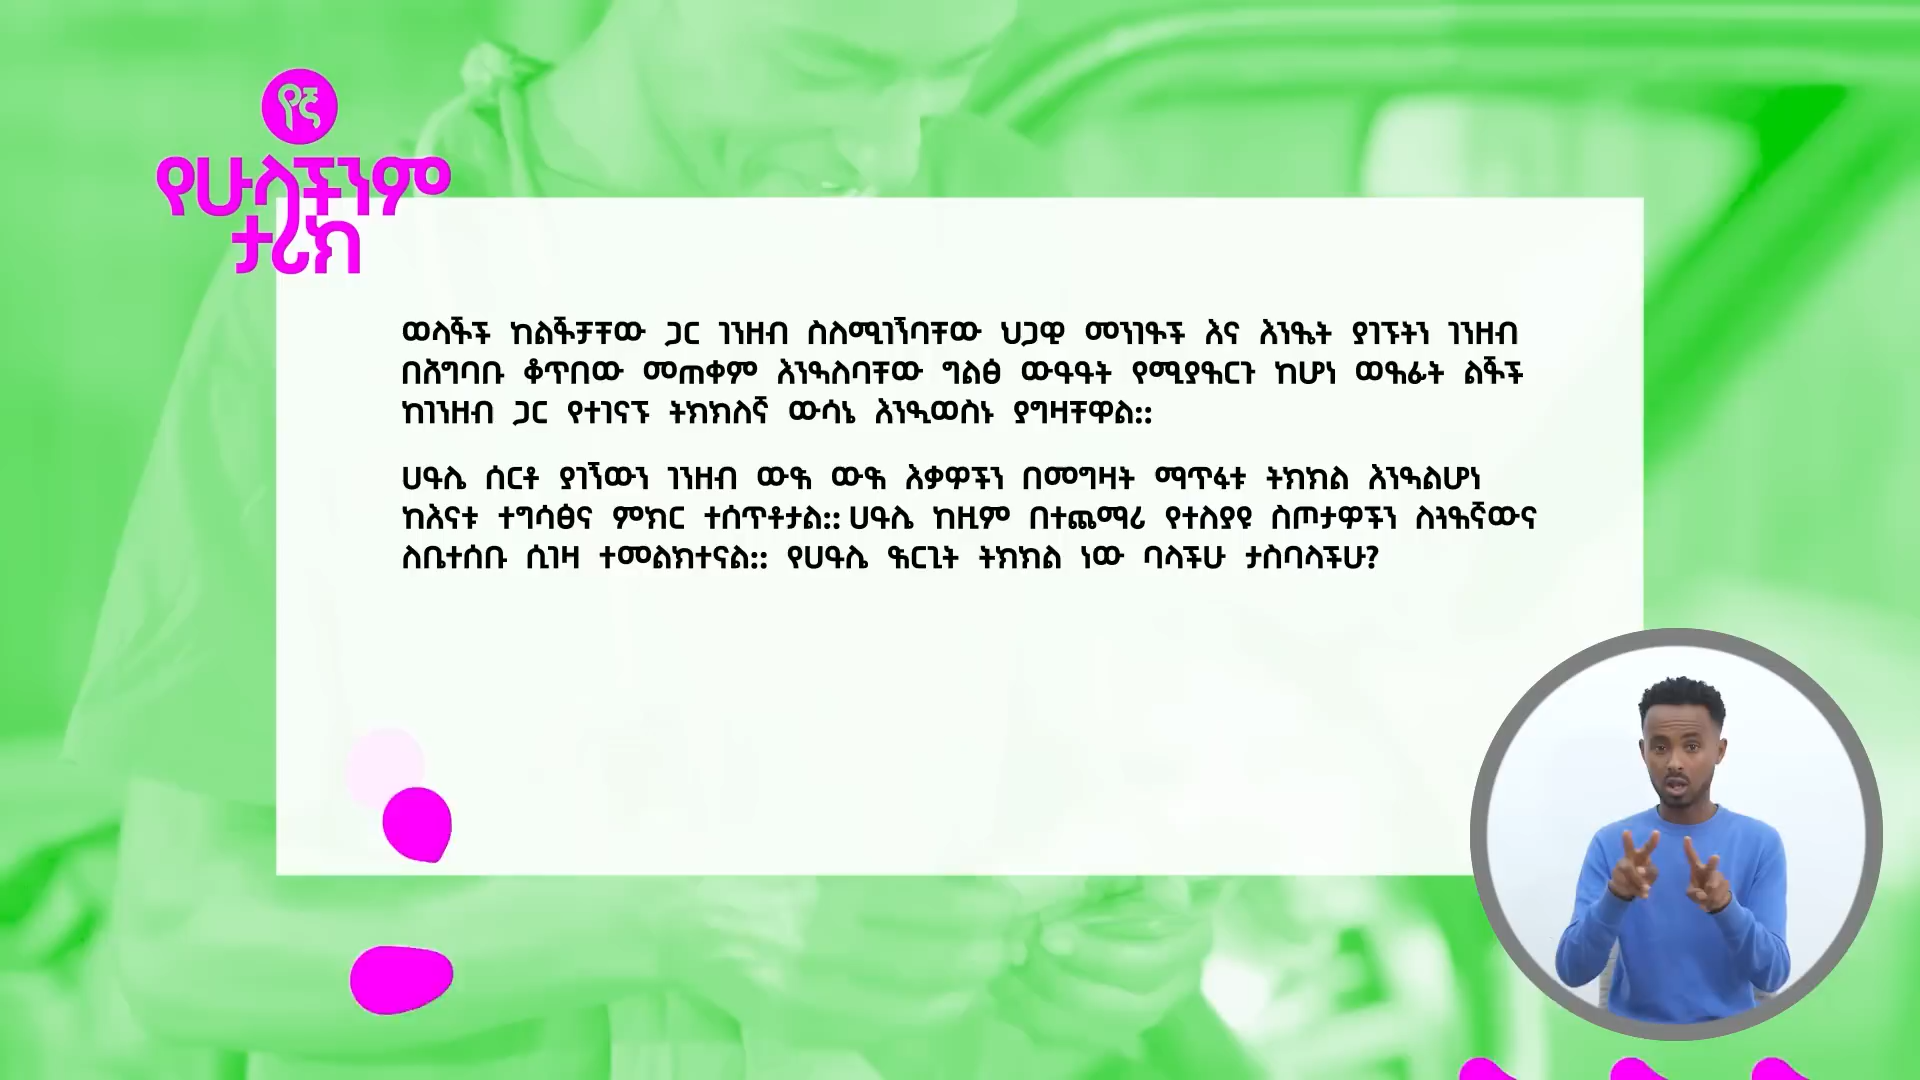 የኛ
የሁላችንም
ታሪክ
ወላጆች ከልጆቻቸው ጋር ገንዘብ ስለሚገኝባቸው ህጋዊ መንገዶች እና እንዴት ያገኙትን ገንዘብ
በአግባቡ ቆጥበው መጠቀም እንዳለባቸው ግልፅ ውይይት የሚያደርጉ ከሆነ ወደፊት ልጆች
ከገንዘብ ጋር የተገናኙ ትክክለኛ ውሳኔ እንዲወስኑ ያግዛቸዋል።
ሀይሌ ሰርቶ ያገኘውን ገንዘብ ውድ ውድ እቃዎችን በመግዛት ማጥፋቱ ትክክል እንዳልሆነ
ከእናቱ ተግሳፅና ምክር ተሰጥቶታል። ሀይሌ ከዚም በተጨማሪ የተለያዩ ስጦታዎችን ለጓደኛውና
ለቤተሰቡ ሲገዛ ተመልክተናል። የሀይሌ ድርጊት ትክክል ነው ባላችሁ ታስባላችሁ?